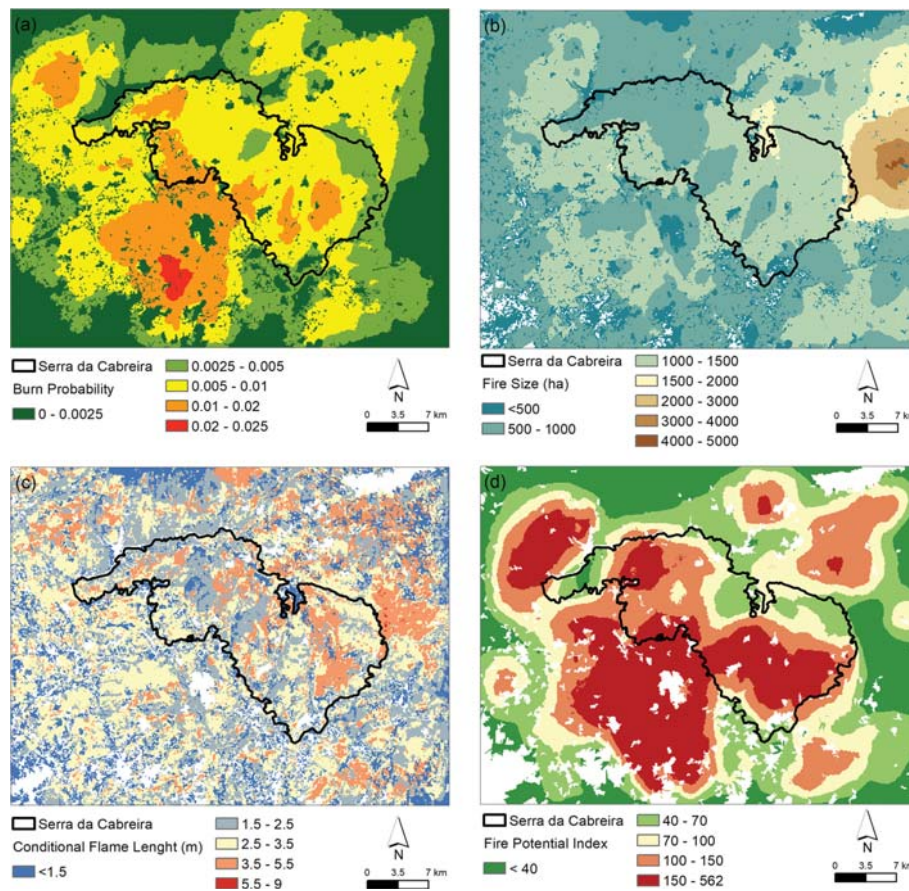 (a)
Serra da Cabreira
Burn Probability
0 - 0.0025
0.0025 - 0.005
0.005 - 0.01
0.01 - 0.02
0.02 - 0.025
N
0 3.5 7 km
(b)
Serra da Cabreira
Fire Size (ha)
<500
500 - 1000
1000 - 1500
1500 - 2000
2000 - 3000
3000 - 4000
4000 - 5000
N
0 3.5 7 km
(c)
Serra da Cabreira
Conditional Flame Lenght (m)
<1.5
1.5 - 2.5
2.5 - 3.5
3.5 - 5.5
5.5 - 9
N
0 3.5 7 km
(d)
Serra da Cabreira
Fire Potential Index
< 40
40 - 70
70 - 100
100 - 150
150 - 562
N
0 3.5 7 km